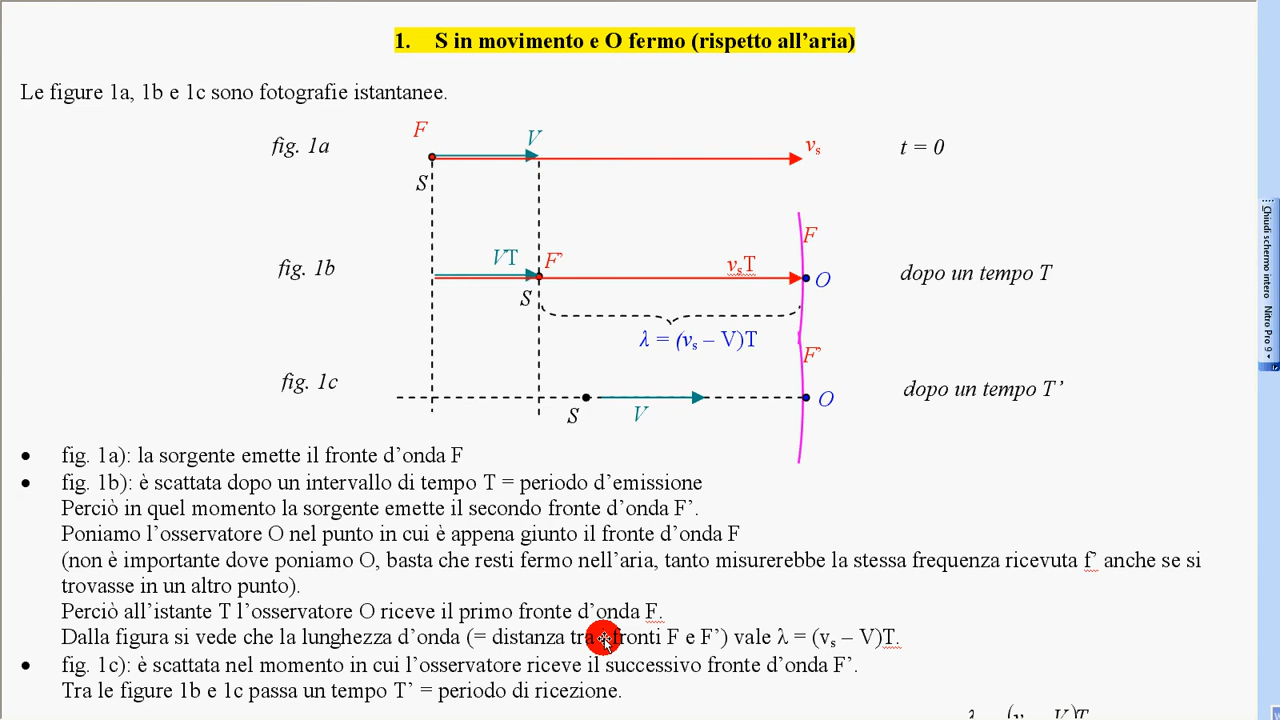 1. S in movimento e O fermo (rispetto all’aria)
Le figure 1a, 1b e 1c sono fotografie istantanee.
F
V
fig. 1a
vs
t = 0
S
F
VT
F’
vsT
fig. 1b
O
dopo un tempo T
S
λ = (vs – V)T
F’
fig. 1c
dopo un tempo T’
O
S
V
• fig. 1a): la sorgente emette il fronte d’onda F
• fig. 1b): è scattata dopo un intervallo di tempo T = periodo d’emissione
Perciò in quel momento la sorgente emette il secondo fronte d’onda F’.
Poniamo l’osservatore O nel punto in cui è appena giunto il fronte d’onda F
(non è importante dove poniamo O, basta che resti fermo nell’aria, tanto misurerebbe la stessa frequenza ricevuta f’ anche se si
trovasse in un altro punto).
Perciò all’istante T l’osservatore O riceve il primo fronte d’onda F.
Dalla figura si vede che la lunghezza d’onda (= distanza tra fronti F e F’) vale λ = (vs – V)T.
• fig. 1c): è scattata nel momento in cui l’osservatore riceve il successivo fronte d’onda F’.
Tra le figure 1b e 1c passa un tempo T’ = periodo di ricezione.
Chiudi schermo intero
Nitro Pro 9